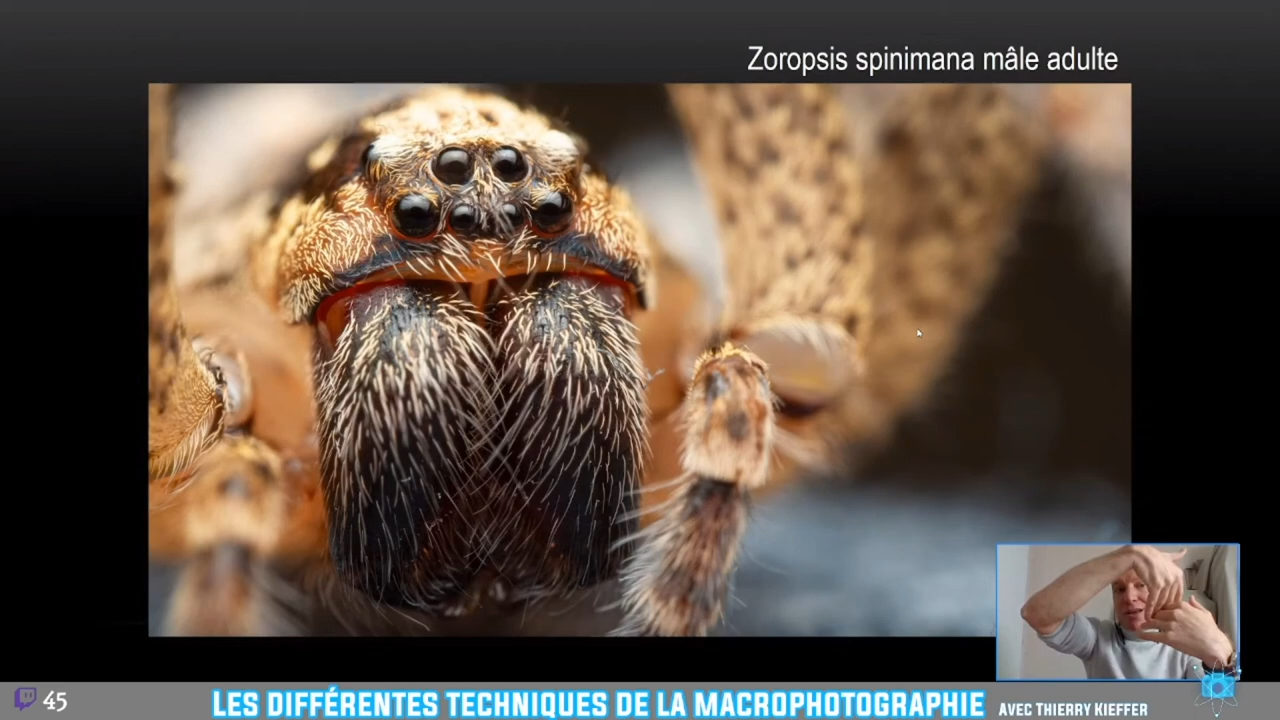 Zoropsis spinimana mâle adulte
45
LES DIFFÉRENTES TECHNIQUES DE LA MACROPHOTOGRAPHIE AVEC THIERRY KIEFFER